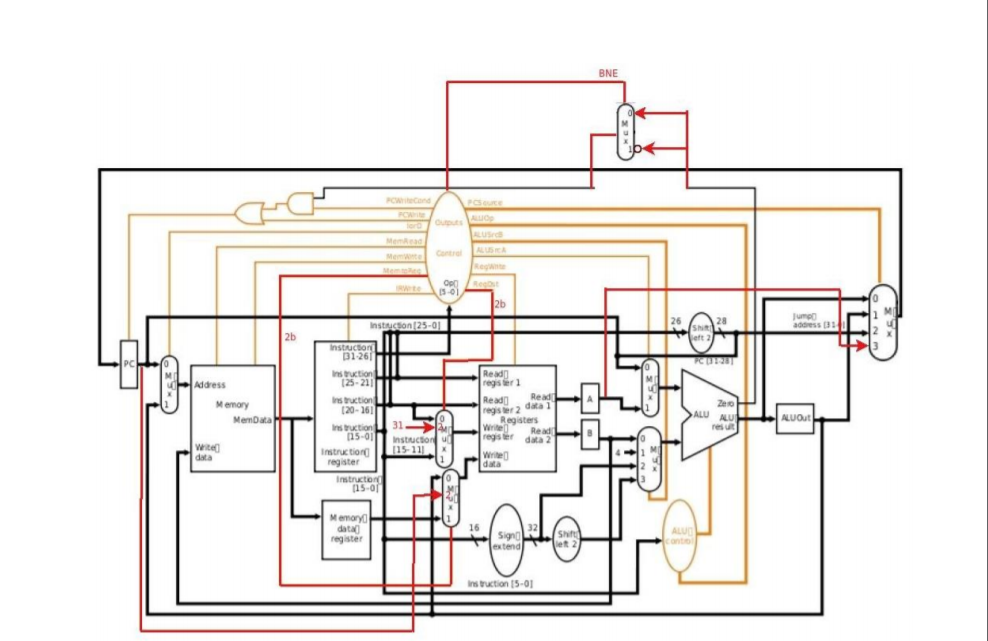 BNE
0
M
u
x
1
PCWriteCond
PCSource
PCWrite
ALUOp
Outputs
IorD
ALUSrcB
MemRead
ALUSrcA
Control
MemWrite
RegWrite
MemtoReg
RegDst
Op
[5-0]
IRWrite
2b
2b
Instruction [25-0]
26
Shift
left 2
28
Jump
address [31-0]
PC [31-28]
0
1
M
u
x
2
3
PC
0
M
u
x
1
Address
Memory
MemData
Write
data
Instruction
[31-26]
Instruction
[25-21]
Instruction
[20-16]
Instruction
[15-0]
Instruction
register
Instruction
[15-11]
Instruction
[15-0]
31
0
2
M
u
x
1
0
M
2
u
x
1
Read
register 1
Read
register 2
Registers
Write
register
Write
data
Read
data 1
Read
data 2
A
B
4
0
M
u
x
1
0
1
M
u
x
2
3
Zero
ALU
ALU
result
ALUOut
Memory
data
register
16
Sign
extend
32
Shift
left 2
ALU
control
Instruction [5-0]